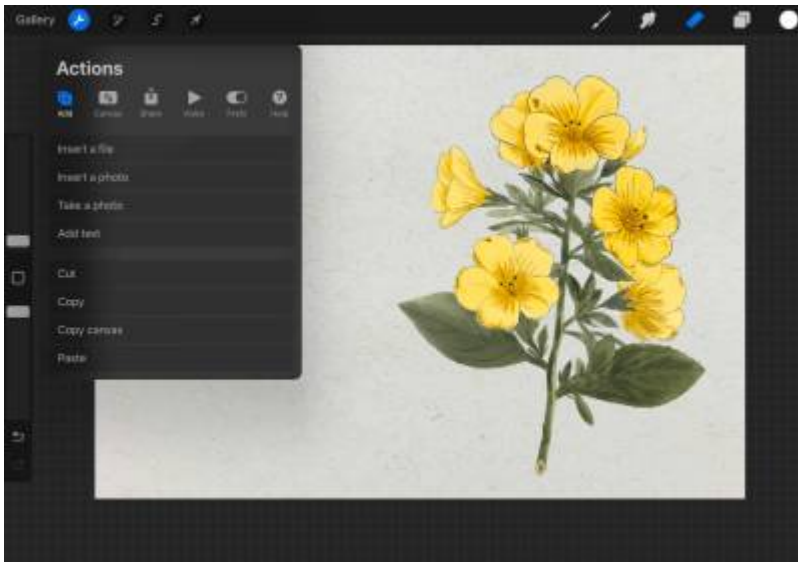 Gallery
Actions
Add Canvas Share Video Prefs Help
Insert a file
Insert a photo
Take a photo
Add text
Cut
Copy
Copy canvas
Paste